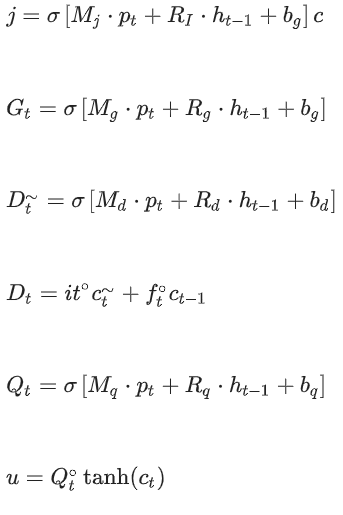 j = σ [M_j · p_t + R_I · h_{t−1} + b_g] c
G_t = σ [M_g · p_t + R_g · h_{t−1} + b_g]
D_t^~ = σ [M_d · p_t + R_d · h_{t−1} + b_d]
D_t = it° c_t^~ + f_t° c_{t−1}
Q_t = σ [M_q · p_t + R_q · h_{t−1} + b_q]
u = Q_t° tanh(c_t)